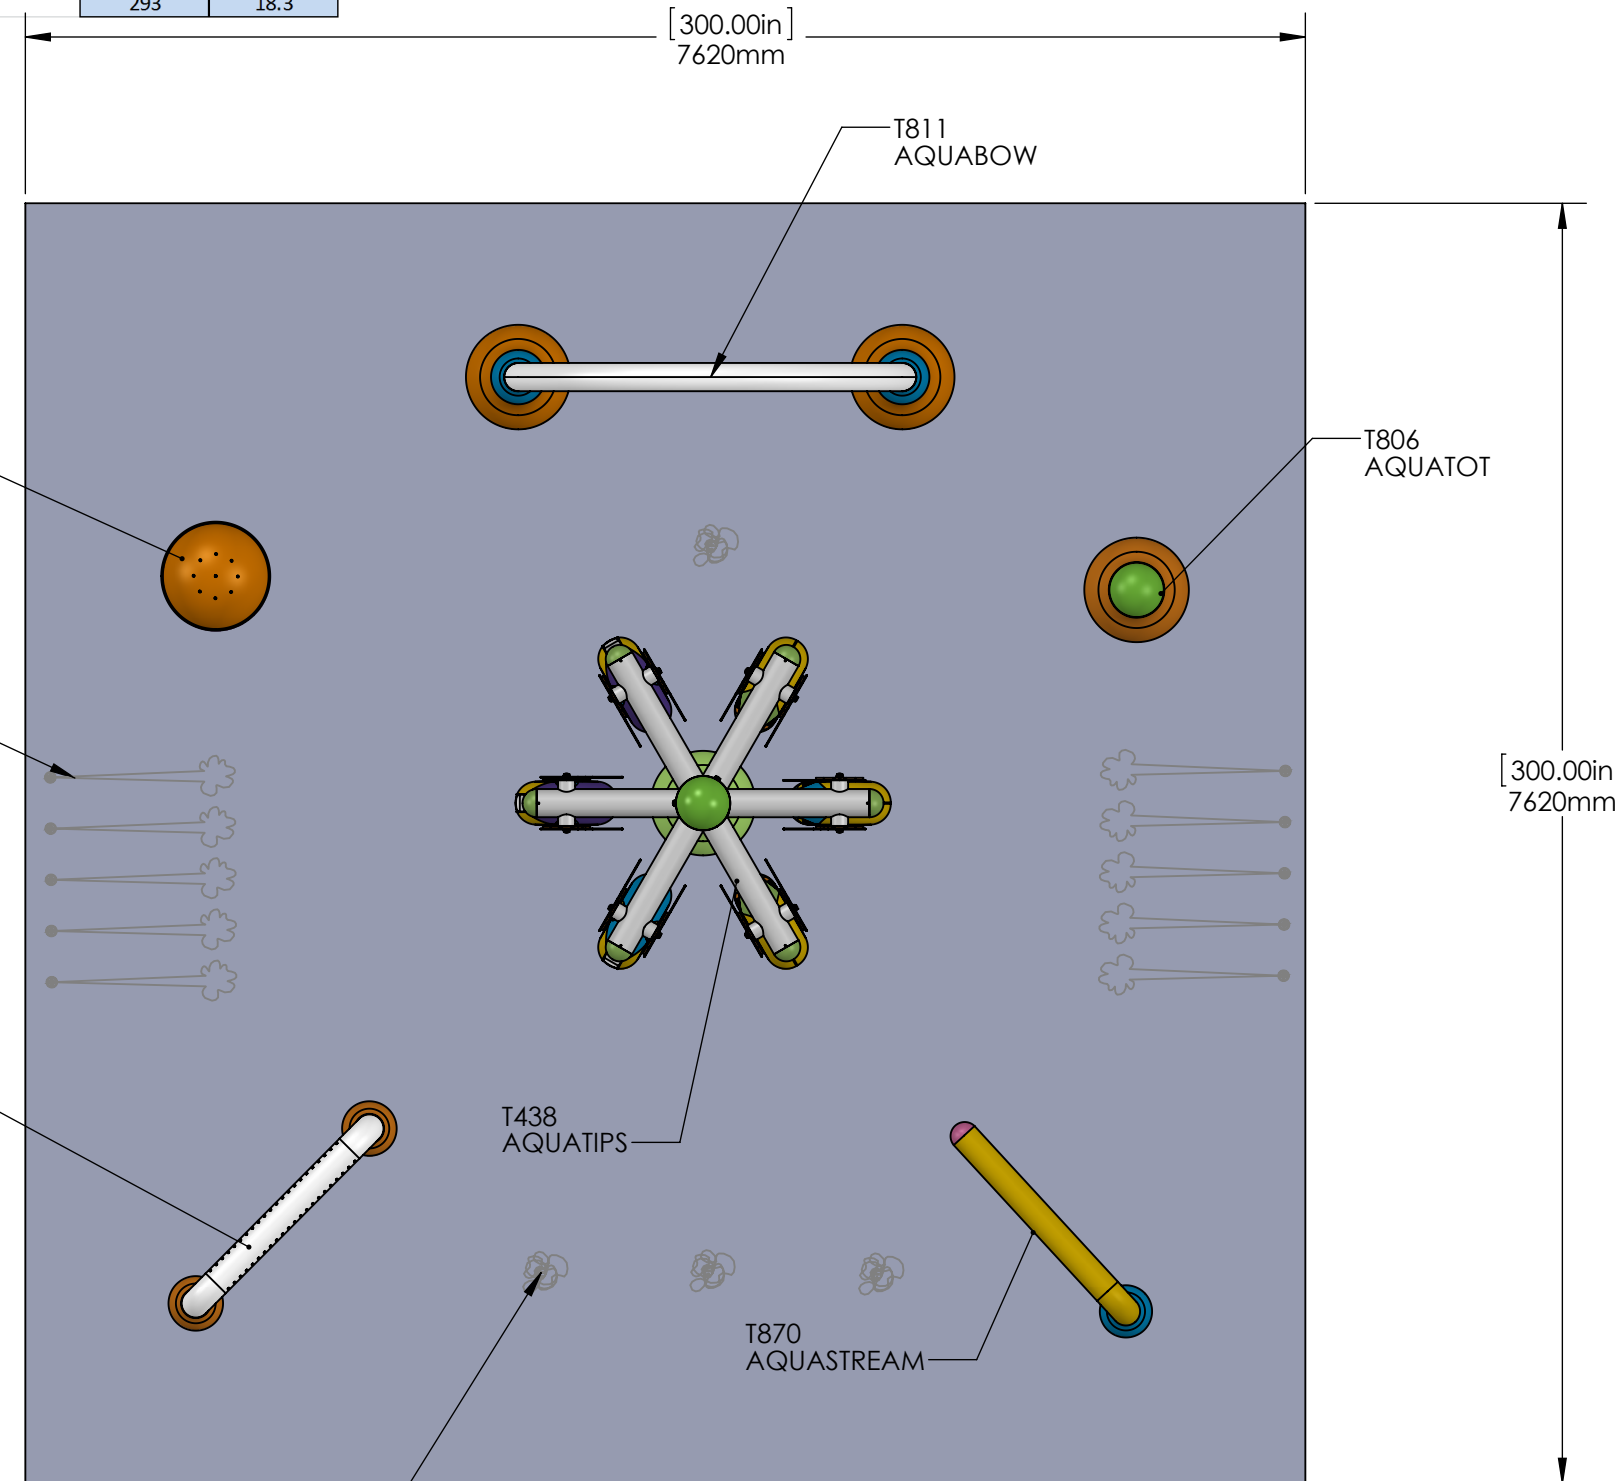 293 18.3
[300.00in]
7620mm
T811
AQUABOW
T806
AQUATOT
[300.00in
7620mm
T438
AQUATIPS
T870
AQUASTREAM